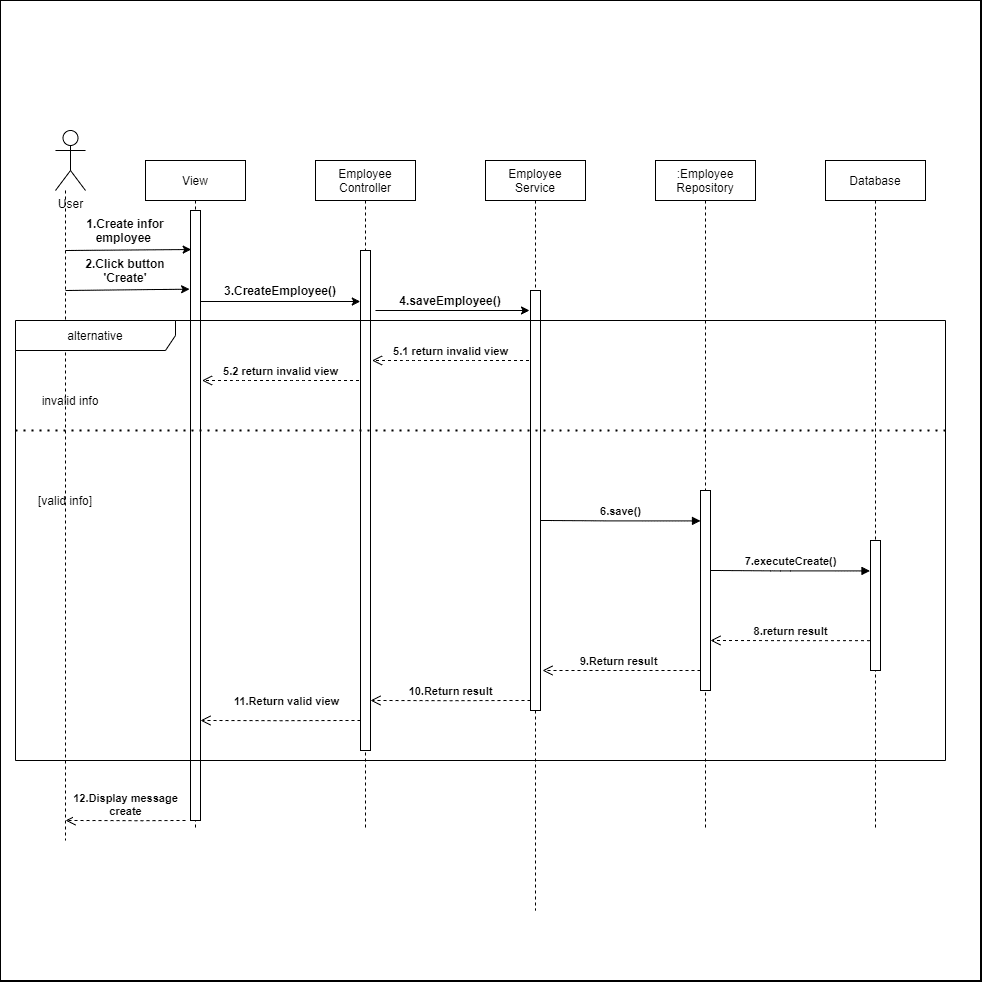 User
View
Employee
Controller
Employee
Service
:Employee
Repository
Database
1.Create infor
employee
2.Click button
'Create'
3.CreateEmployee()
4.saveEmployee()
alternative
5.1 return invalid view
5.2 return invalid view
invalid info
[valid info]
6.save()
7.executeCreate()
8.return result
9.Return result
10.Return result
11.Return valid view
12.Display message
create